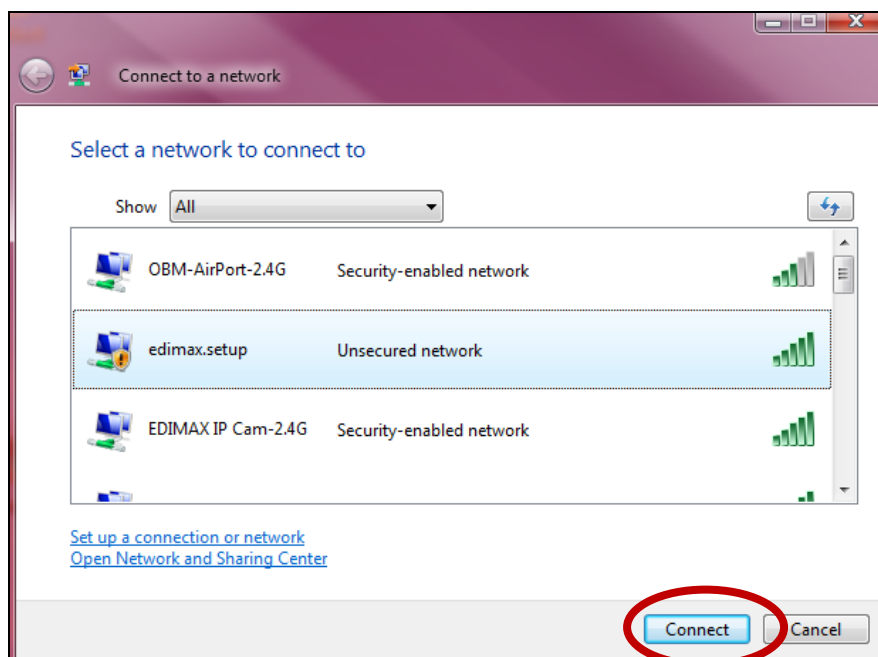 Connect to a network
Select a network to connect to
Show All
OBM-AirPort-2.4G Security-enabled network
edimax.setup Unsecured network
EDIMAX IP Cam-2.4G Security-enabled network
Set up a connection or network
Open Network and Sharing Center
Connect Cancel